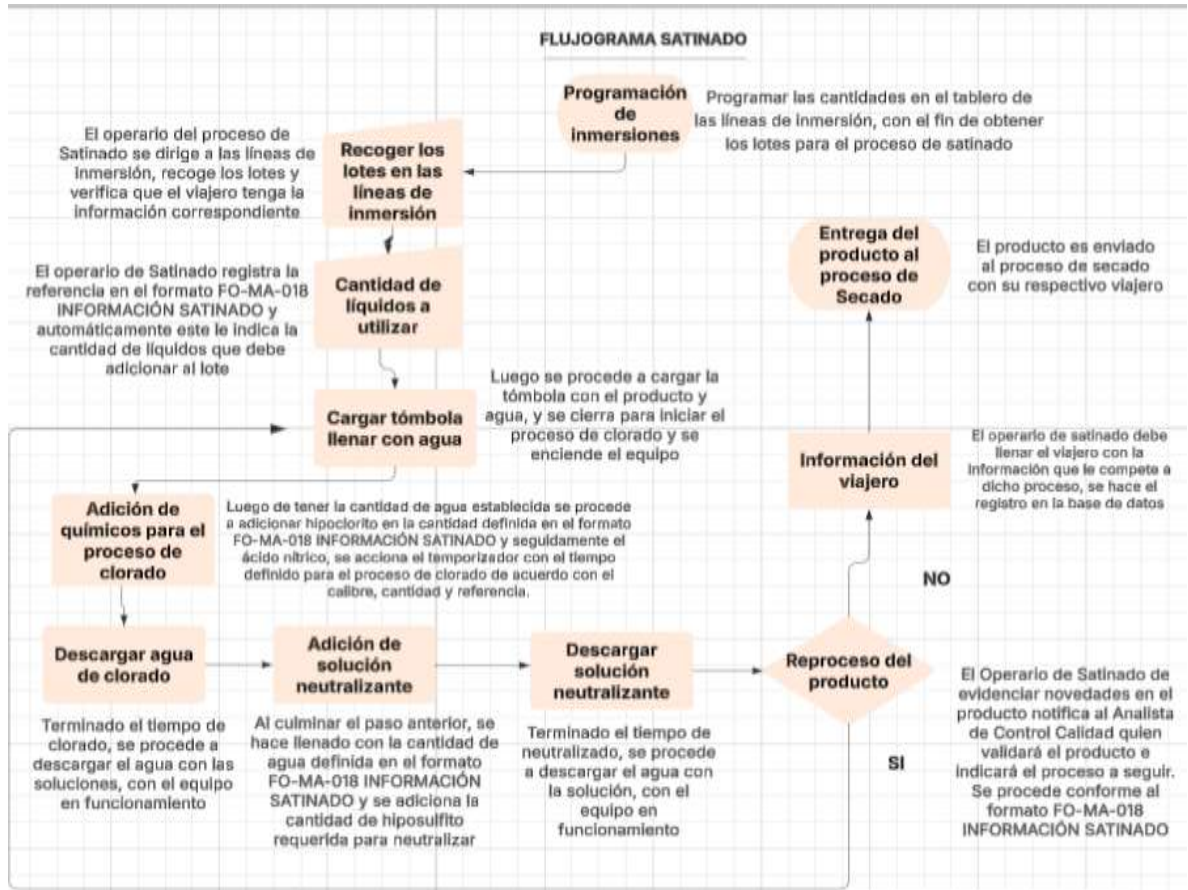 FLUJOGRAMA SATINADO
Programación
de
inmersiones
Programar las cantidades en el tablero de
las líneas de inmersión, con el fin de obtener
los lotes para el proceso de satinado
El operario del proceso de
Satinado se dirige a las líneas de
Inmersión, recoge los lotes y
verifica que el viajero tenga la
información correspondiente
Recoger los
lotes en las
líneas de
inmersión
El operario de Satinado registra la
referencia en el formato FO-MA-018
INFORMACIÓN SATINADO y
automáticamente este le indica la
cantidad de líquidos que debe
adicionar al lote
Cantidad de
líquidos a
utilizar
Cargar tómbola
llenar con agua
Luego se procede a cargar la
tómbola con el producto y
agua, y se cierra para iniciar el
proceso de clorado y se
enciende el equipo
Adición de
químicos para el
proceso de
clorado
Luego de tener la cantidad de agua establecida se procede
a adicionar hipoclorito en la cantidad definida en el formato
FO-MA-018 INFORMACIÓN SATINADO y seguidamente el
ácido nítrico, se acciona el temporizador con el tiempo
definido para el proceso de clorado de acuerdo con el
calibre, cantidad y referencia.
Descargar agua
de clorado
Terminado el tiempo de
clorado, se procede a
descargar el agua con las
soluciones, con el equipo
en funcionamiento
Adición de
solución
neutralizante
Al culminar el paso anterior, se
hace llenado con la cantidad de
agua definida en el formato
FO-MA-018 INFORMACIÓN
SATINADO y se adiciona la
cantidad de hiposulfito
requerida para neutralizar
Descargar
solución
neutralizante
Terminado el tiempo de
neutralizado, se procede
a descargar el agua con
la solución, con el
equipo en
funcionamiento
Reproceso del
producto
El Operario de Satinado de
evidenciar novedades en el
producto notifica al Analista
de Control Calidad quien
validará el producto e
indicará el proceso a seguir.
Se procede conforme al
formato FO-MA-018
INFORMACIÓN SATINADO
SI
NO
Información del
viajero
El operario de satinado debe
llenar el viajero con la
Información que le compete a
dicho proceso, se hace el
registro en la base de datos
Entrega del
producto al
proceso de
Secado
El producto es enviado
al proceso de secado
con su respectivo viajero